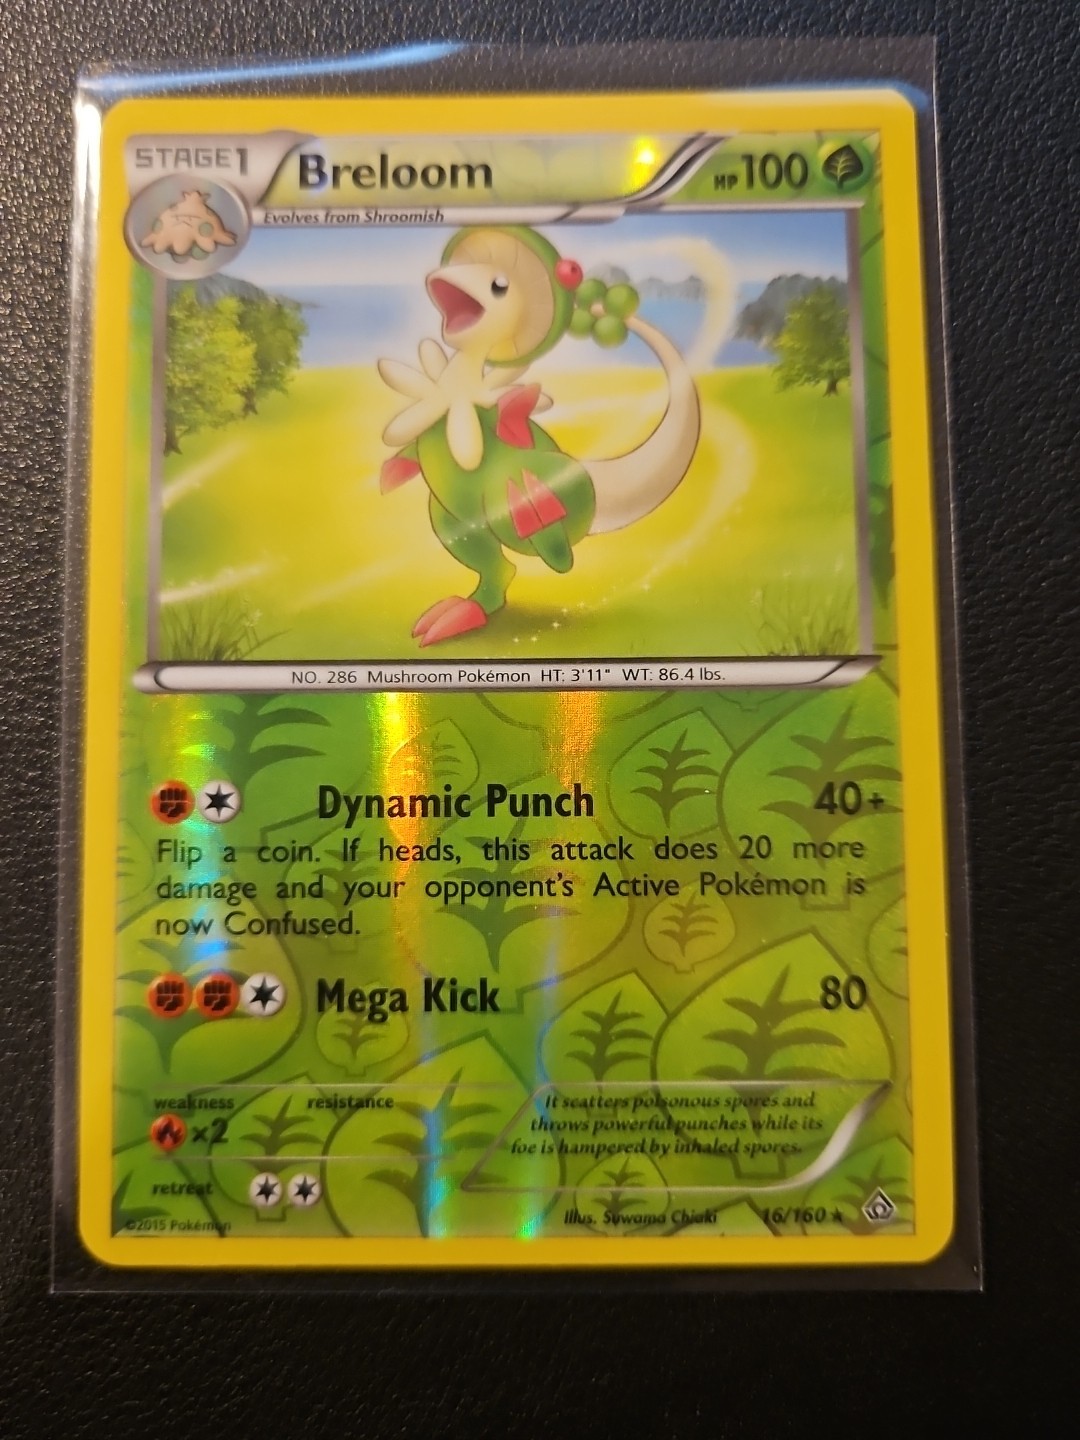 STAGE1
Breloom
HP100
Evolves from Shroomish
NO. 286 Mushroom Pokémon HT: 3'11" WT: 86.4 lbs.
Dynamic Punch 40+
Flip a coin. If heads, this attack does 20 more
damage and your opponent's Active Pokémon is
now Confused.
Mega Kick 80
weakness resistance
×2
It scatters poisonous spores and
throws powerful punches while its
foe is hampered by inhaled spores.
retreat
©2015 Pokémon
Illus. Suwama Chiaki 16/160★